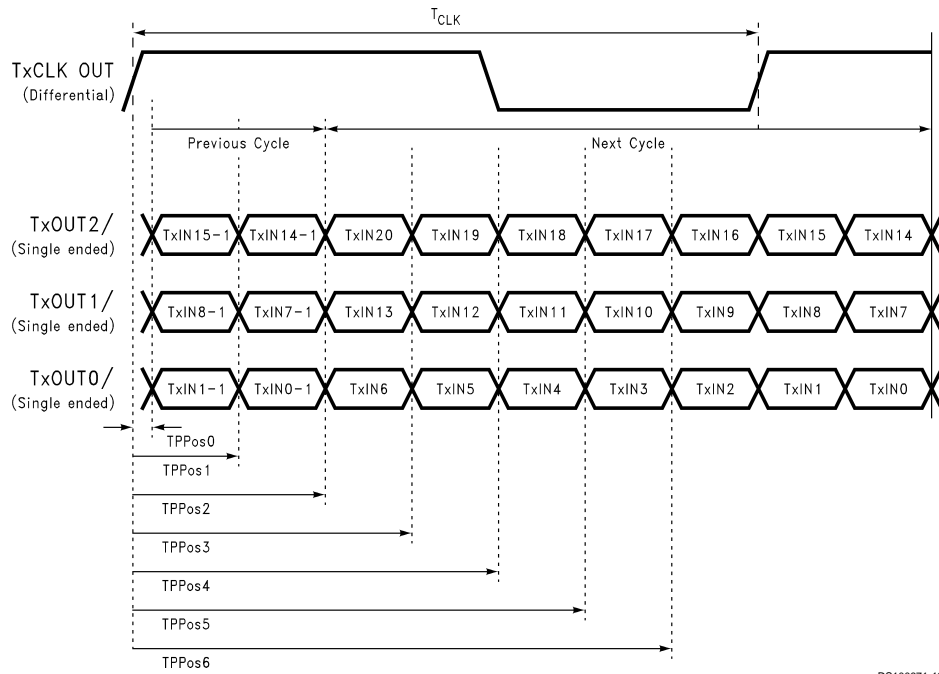 TCLK
TxCLK OUT
(Differential)
Previous Cycle
Next Cycle
TxOUT2/
(Single ended)
TxIN15-1 TxIN14-1 TxIN20 TxIN19 TxIN18 TxIN17 TxIN16 TxIN15 TxIN14
TxOUT1/
(Single ended)
TxIN8-1 TxIN7-1 TxIN13 TxIN12 TxIN11 TxIN10 TxIN9 TxIN8 TxIN7
TxOUT0/
(Single ended)
TxIN1-1 TxIN0-1 TxIN6 TxIN5 TxIN4 TxIN3 TxIN2 TxIN1 TxIN0
TPPos0
TPPos1
TPPos2
TPPos3
TPPos4
TPPos5
TPPos6